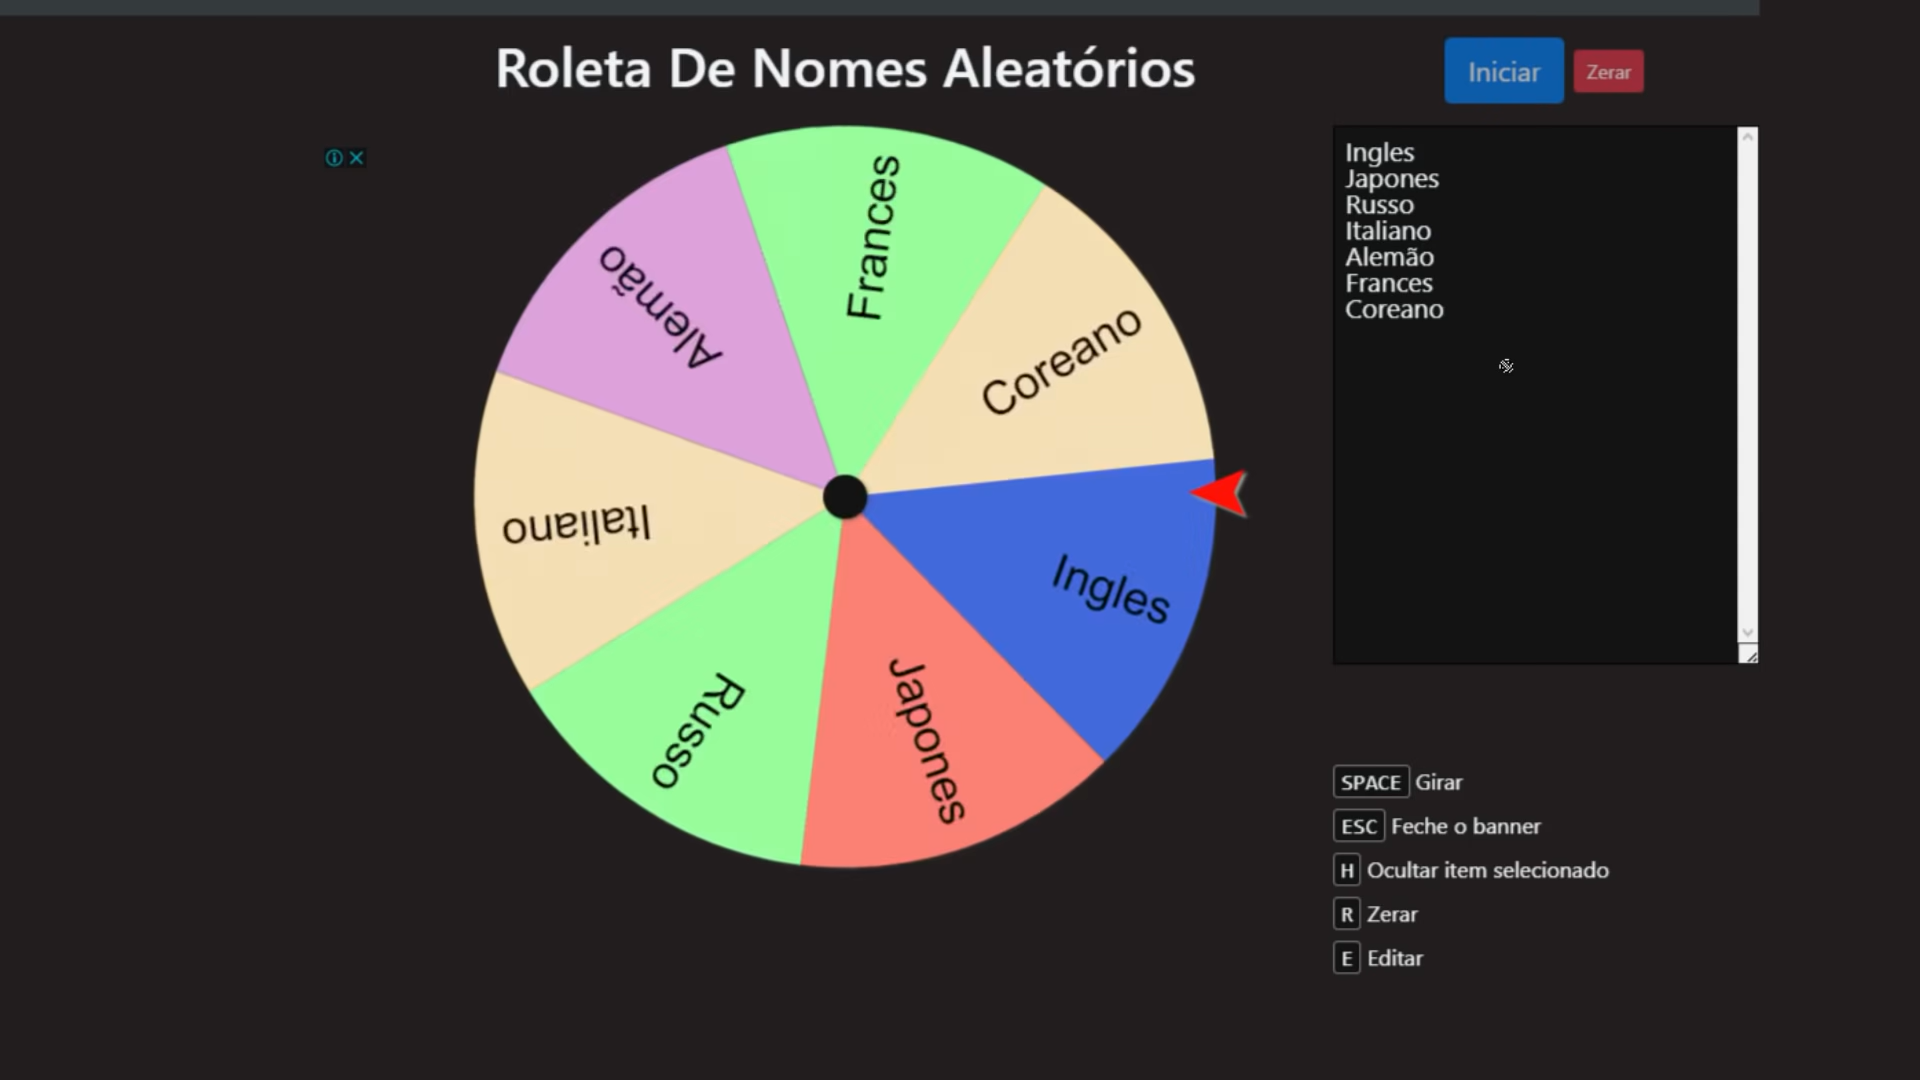 Roleta De Nomes Aleatórios
Iniciar
Zerar
Frances
Coreano
Ingles
Japones
Russo
Italiano
Alemão
Ingles
Japones
Russo
Italiano
Alemão
Frances
Coreano
SPACE Girar
ESC Feche o banner
H Ocultar item selecionado
R Zerar
E Editar